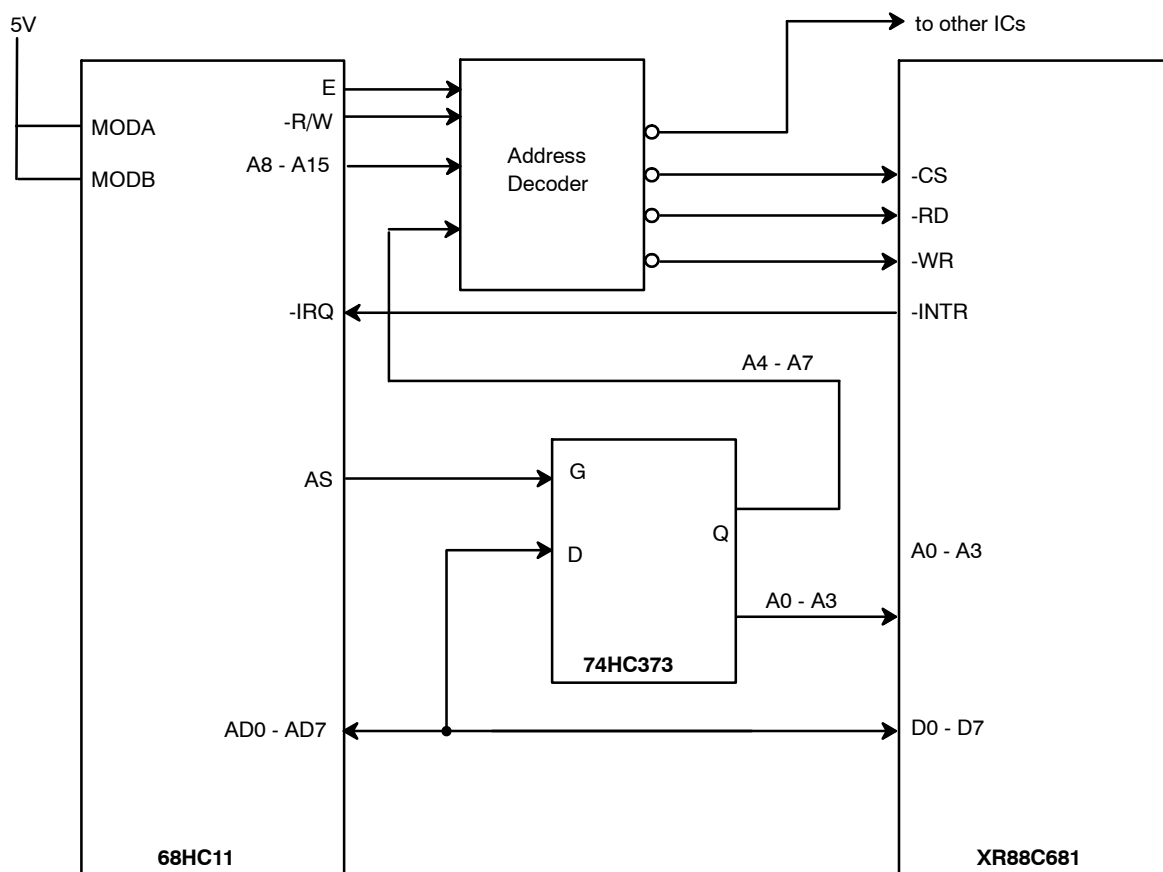 5V
to other ICs
E
-R/W
A8 - A15
MODA
MODB
Address
Decoder
-CS
-RD
-WR
-IRQ
-INTR
A4 - A7
AS
G
D
Q
A0 - A3
A0 - A3
74HC373
AD0 - AD7
D0 - D7
68HC11
XR88C681